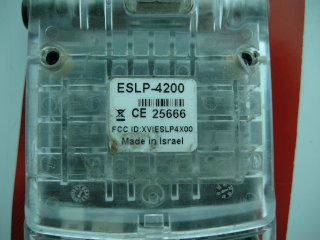 ESLP-4200
CE 25666
FCC ID:XVIESLP4X00
Made in Israel